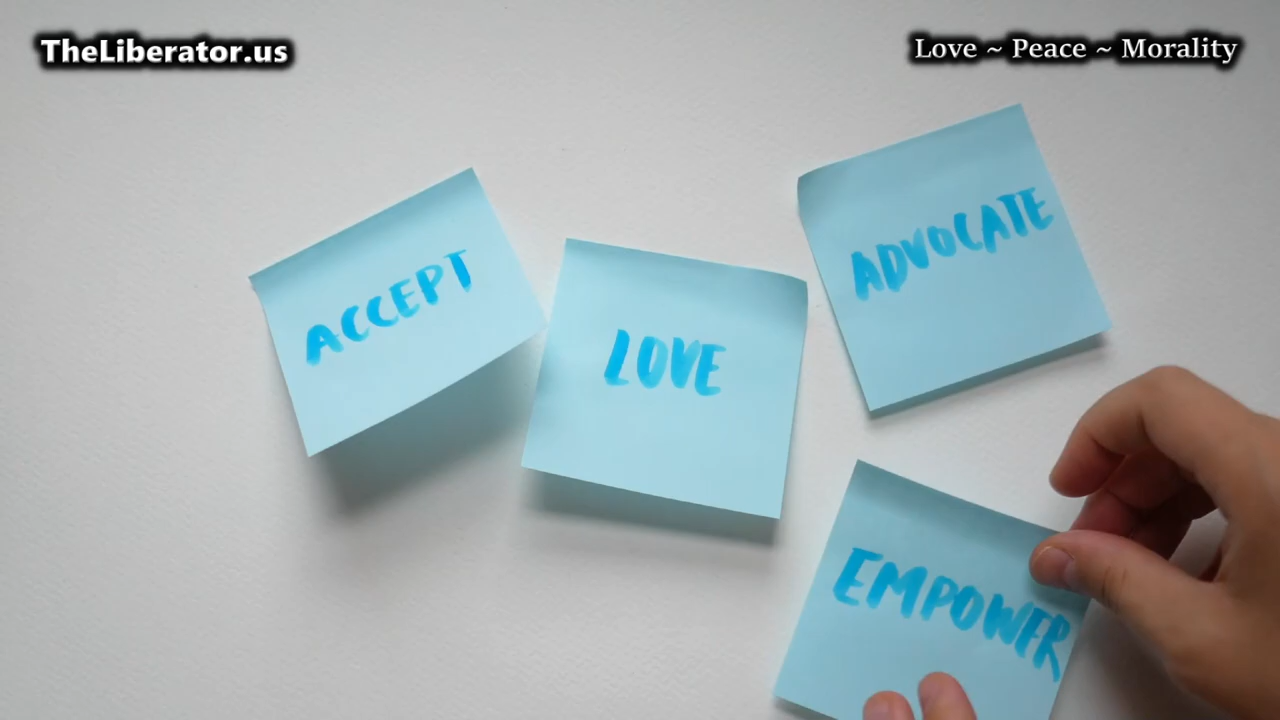 TheLiberator.us
Love ~ Peace ~ Morality
ACCEPT
LOVE
ADVOCATE
EMPOWER